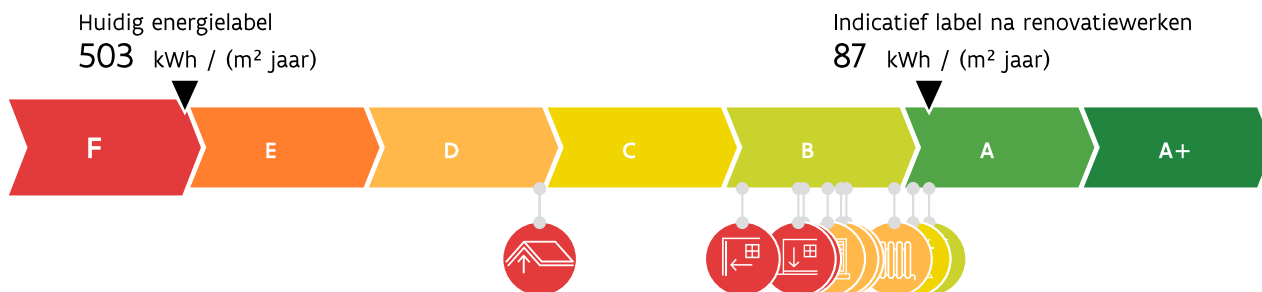 Huidig energielabel
503 kWh / (m² jaar)
Indicatief label na renovatiewerken
87 kWh / (m² jaar)
F E D C B A A+